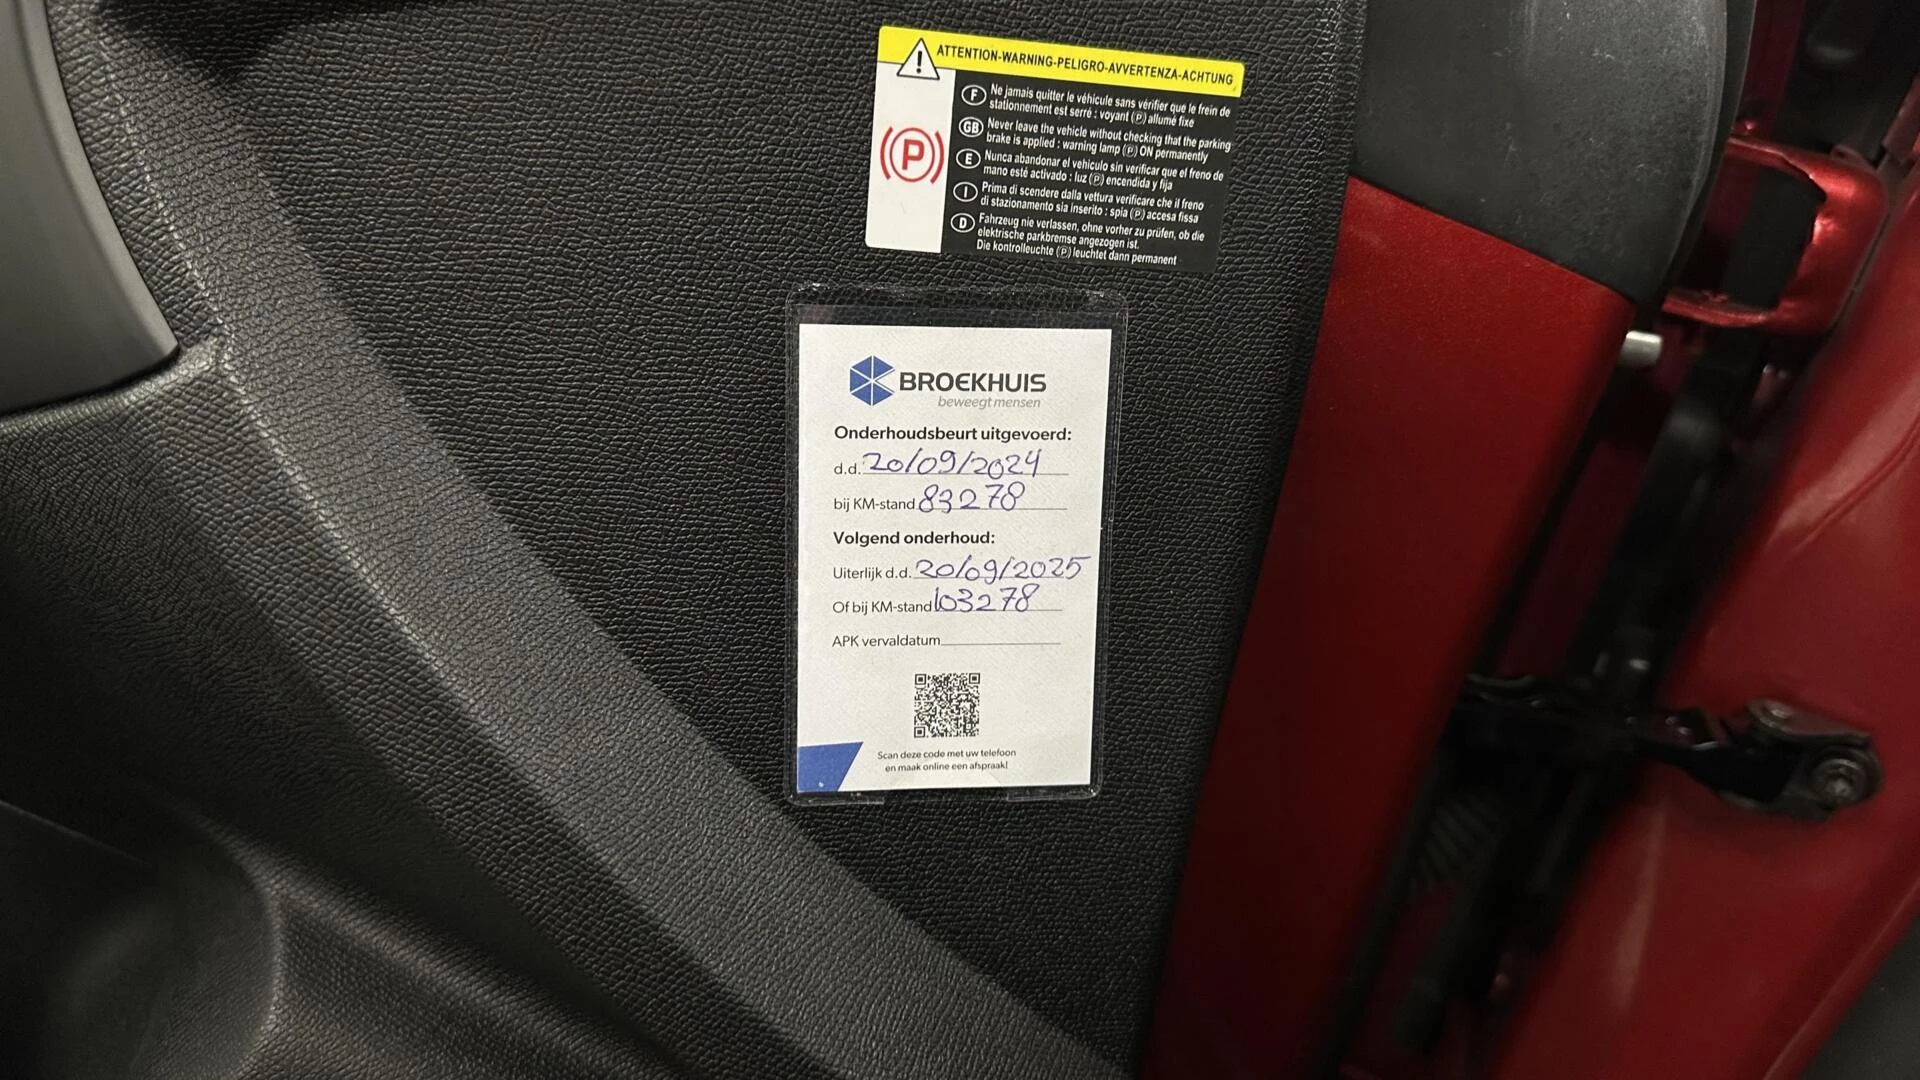 ATTENTION-WARNING-PELIGRO-AVVERTENZA-ACHTUNG
F Ne jamais quitter le véhicule sans vérifier que le frein de
stationnement est serré : voyant (P) allumé fixe
GB Never leave the vehicle without checking that the parking
brake is applied : warning lamp (P) ON permanently
E Nunca abandonar el vehiculo sin verificar que el freno de
mano esté activado : luz (P) encendida y fija
I Prima di scendere dalla vettura verificare che il freno
di stazionamento sia inserito : spia (P) accesa fissa
D Fahrzeug nie verlassen, ohne vorher zu prüfen, ob die
elektrische parkbremse angezogen ist.
Die kontrolleuchte (P) leuchtet dann permanent
P
BROEKHUIS
beweegt mensen
Onderhoudsbeurt uitgevoerd:
d.d. 20/09/2024
bij KM-stand 83278
Volgend onderhoud:
Uiterlijk d.d. 20/09/2025
Of bij KM-stand 103278
APK vervaldatum
Scan deze code met uw telefoon
en maak online een afspraak!